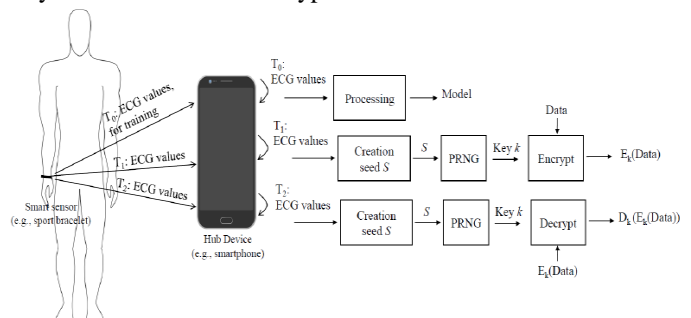 T₀: ECG values,
for training
T₁: ECG values
T₂: ECG values
Smart sensor
(e.g., sport bracelet)
Hub Device
(e.g., smartphone)
T₀:
ECG values
Processing
Model
T₁:
ECG values
Creation
seed S
S
PRNG
Key k
Data
Encrypt
Eₖ(Data)
T₂:
ECG values
Creation
seed S
S
PRNG
Key k
Decrypt
Dₖ (Eₖ(Data))
Eₖ(Data)